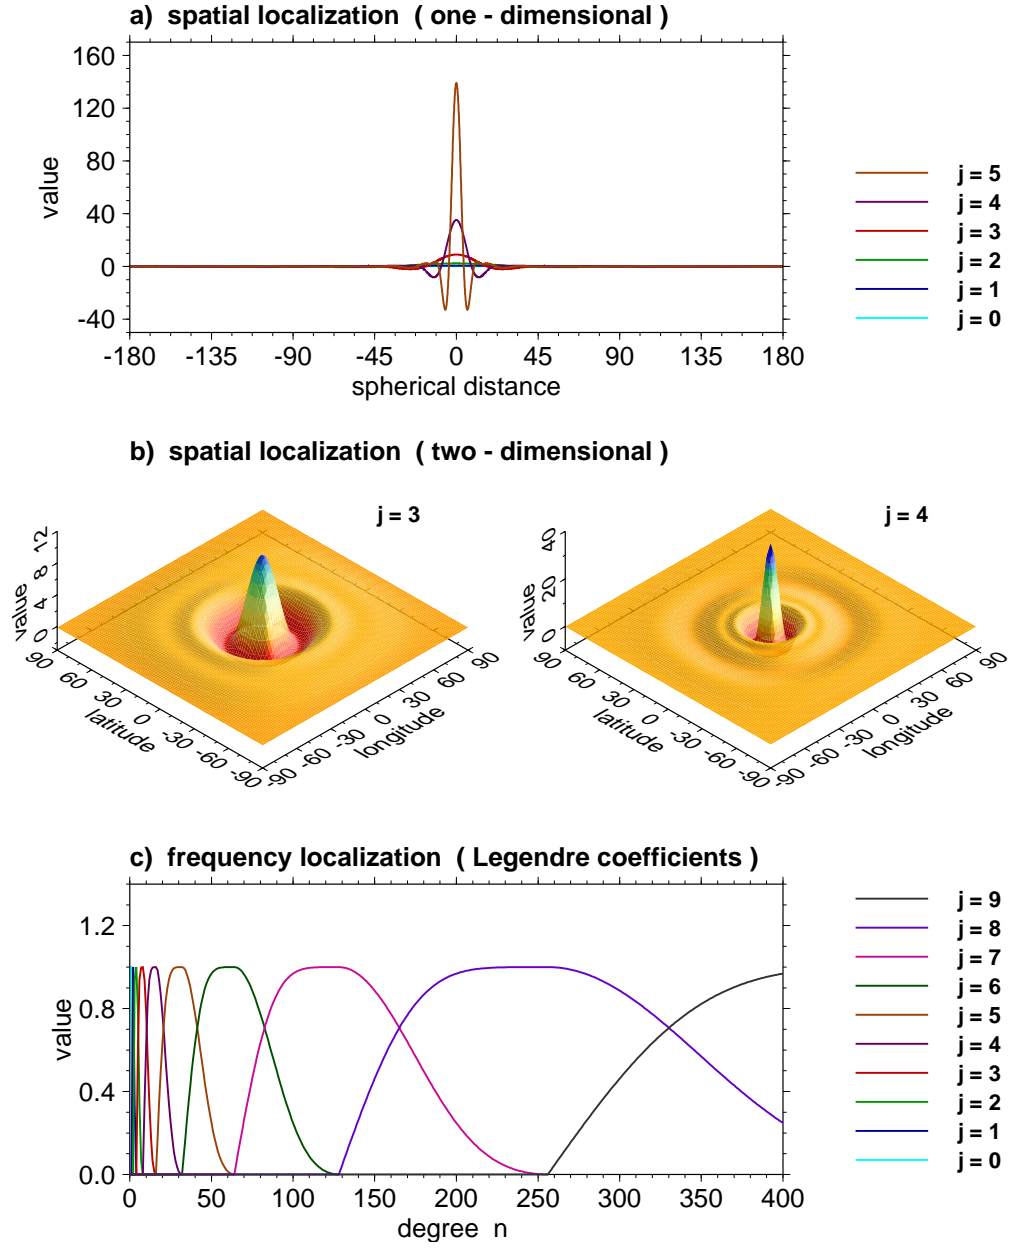 a) spatial localization ( one - dimensional )
160
120
80
40
0
-40
value
-180 -135 -90 -45 0 45 90 135 180
spherical distance
j = 5
j = 4
j = 3
j = 2
j = 1
j = 0
b) spatial localization ( two - dimensional )
j = 3
12
8
4
0
value
90 60 30 0 -30 -60 -90
latitude
-90 -60 -30 0 30 60 90
longitude
j = 4
40
20
0
value
90 60 30 0 -30 -60 -90
latitude
-90 -60 -30 0 30 60 90
longitude
c) frequency localization ( Legendre coefficients )
1.2
0.8
0.4
0.0
value
0 50 100 150 200 250 300 350 400
degree n
j = 9
j = 8
j = 7
j = 6
j = 5
j = 4
j = 3
j = 2
j = 1
j = 0